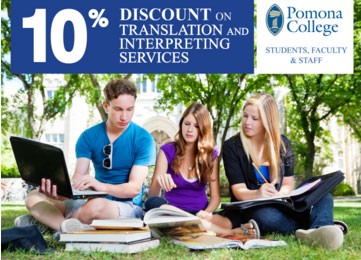 10%
DISCOUNT ON
TRANSLATION AND
INTERPRETING
SERVICES
Pomona
College
STUDENTS, FACULTY
& STAFF